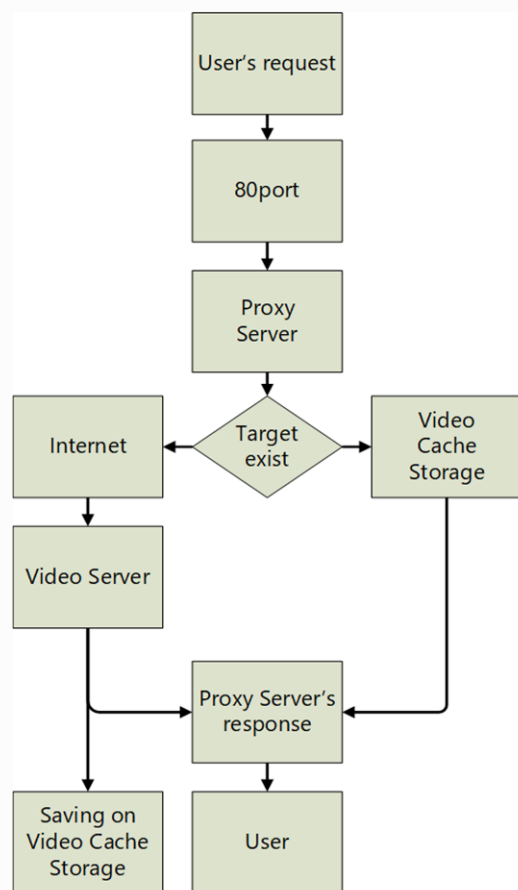 User's request
80port
Proxy
Server
Target
exist
Internet
Video
Cache
Storage
Video Server
Proxy Server's
response
Saving on
Video Cache
Storage
User